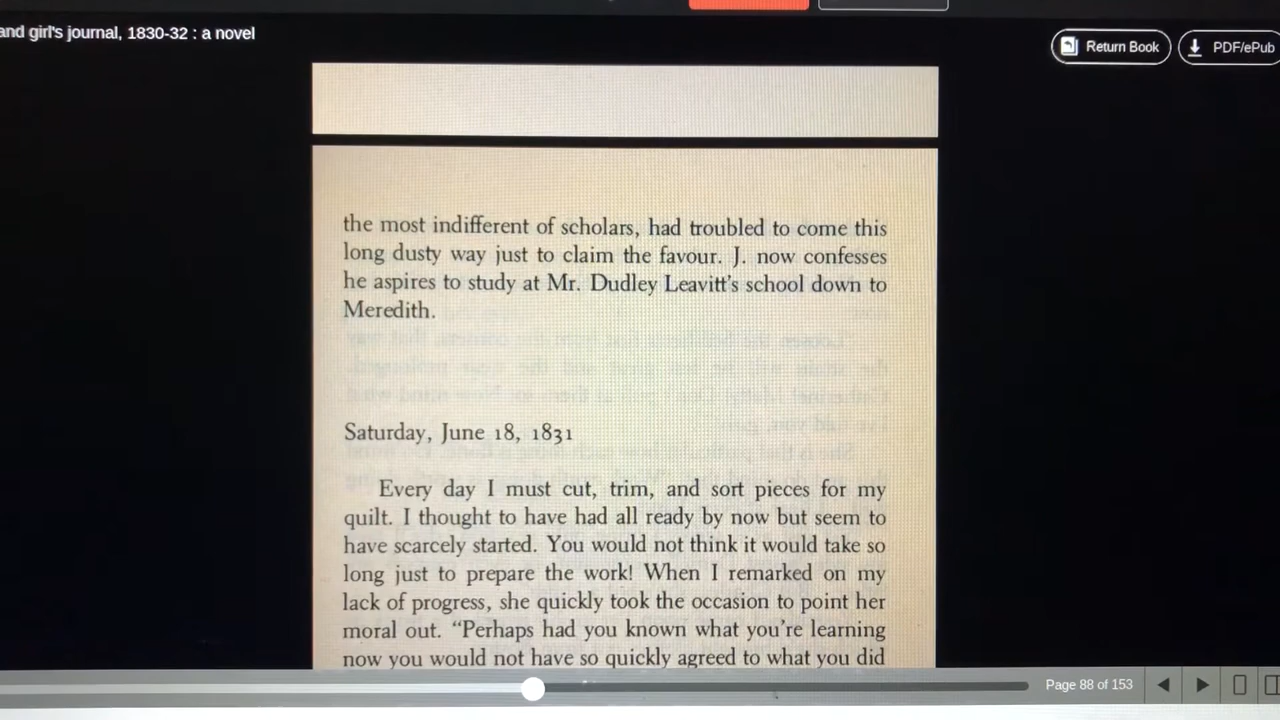 and girl's journal, 1830-32 : a novel
Return Book
PDF/ePub
the most indifferent of scholars, had troubled to come this
long dusty way just to claim the favour. J. now confesses
he aspires to study at Mr. Dudley Leavitt's school down to
Meredith.
Saturday, June 18, 1831
Every day I must cut, trim, and sort pieces for my
quilt. I thought to have had all ready by now but seem to
have scarcely started. You would not think it would take so
long just to prepare the work! When I remarked on my
lack of progress, she quickly took the occasion to point her
moral out. “Perhaps had you known what you're learning
now you would not have so quickly agreed to what you did
Page 88 of 153